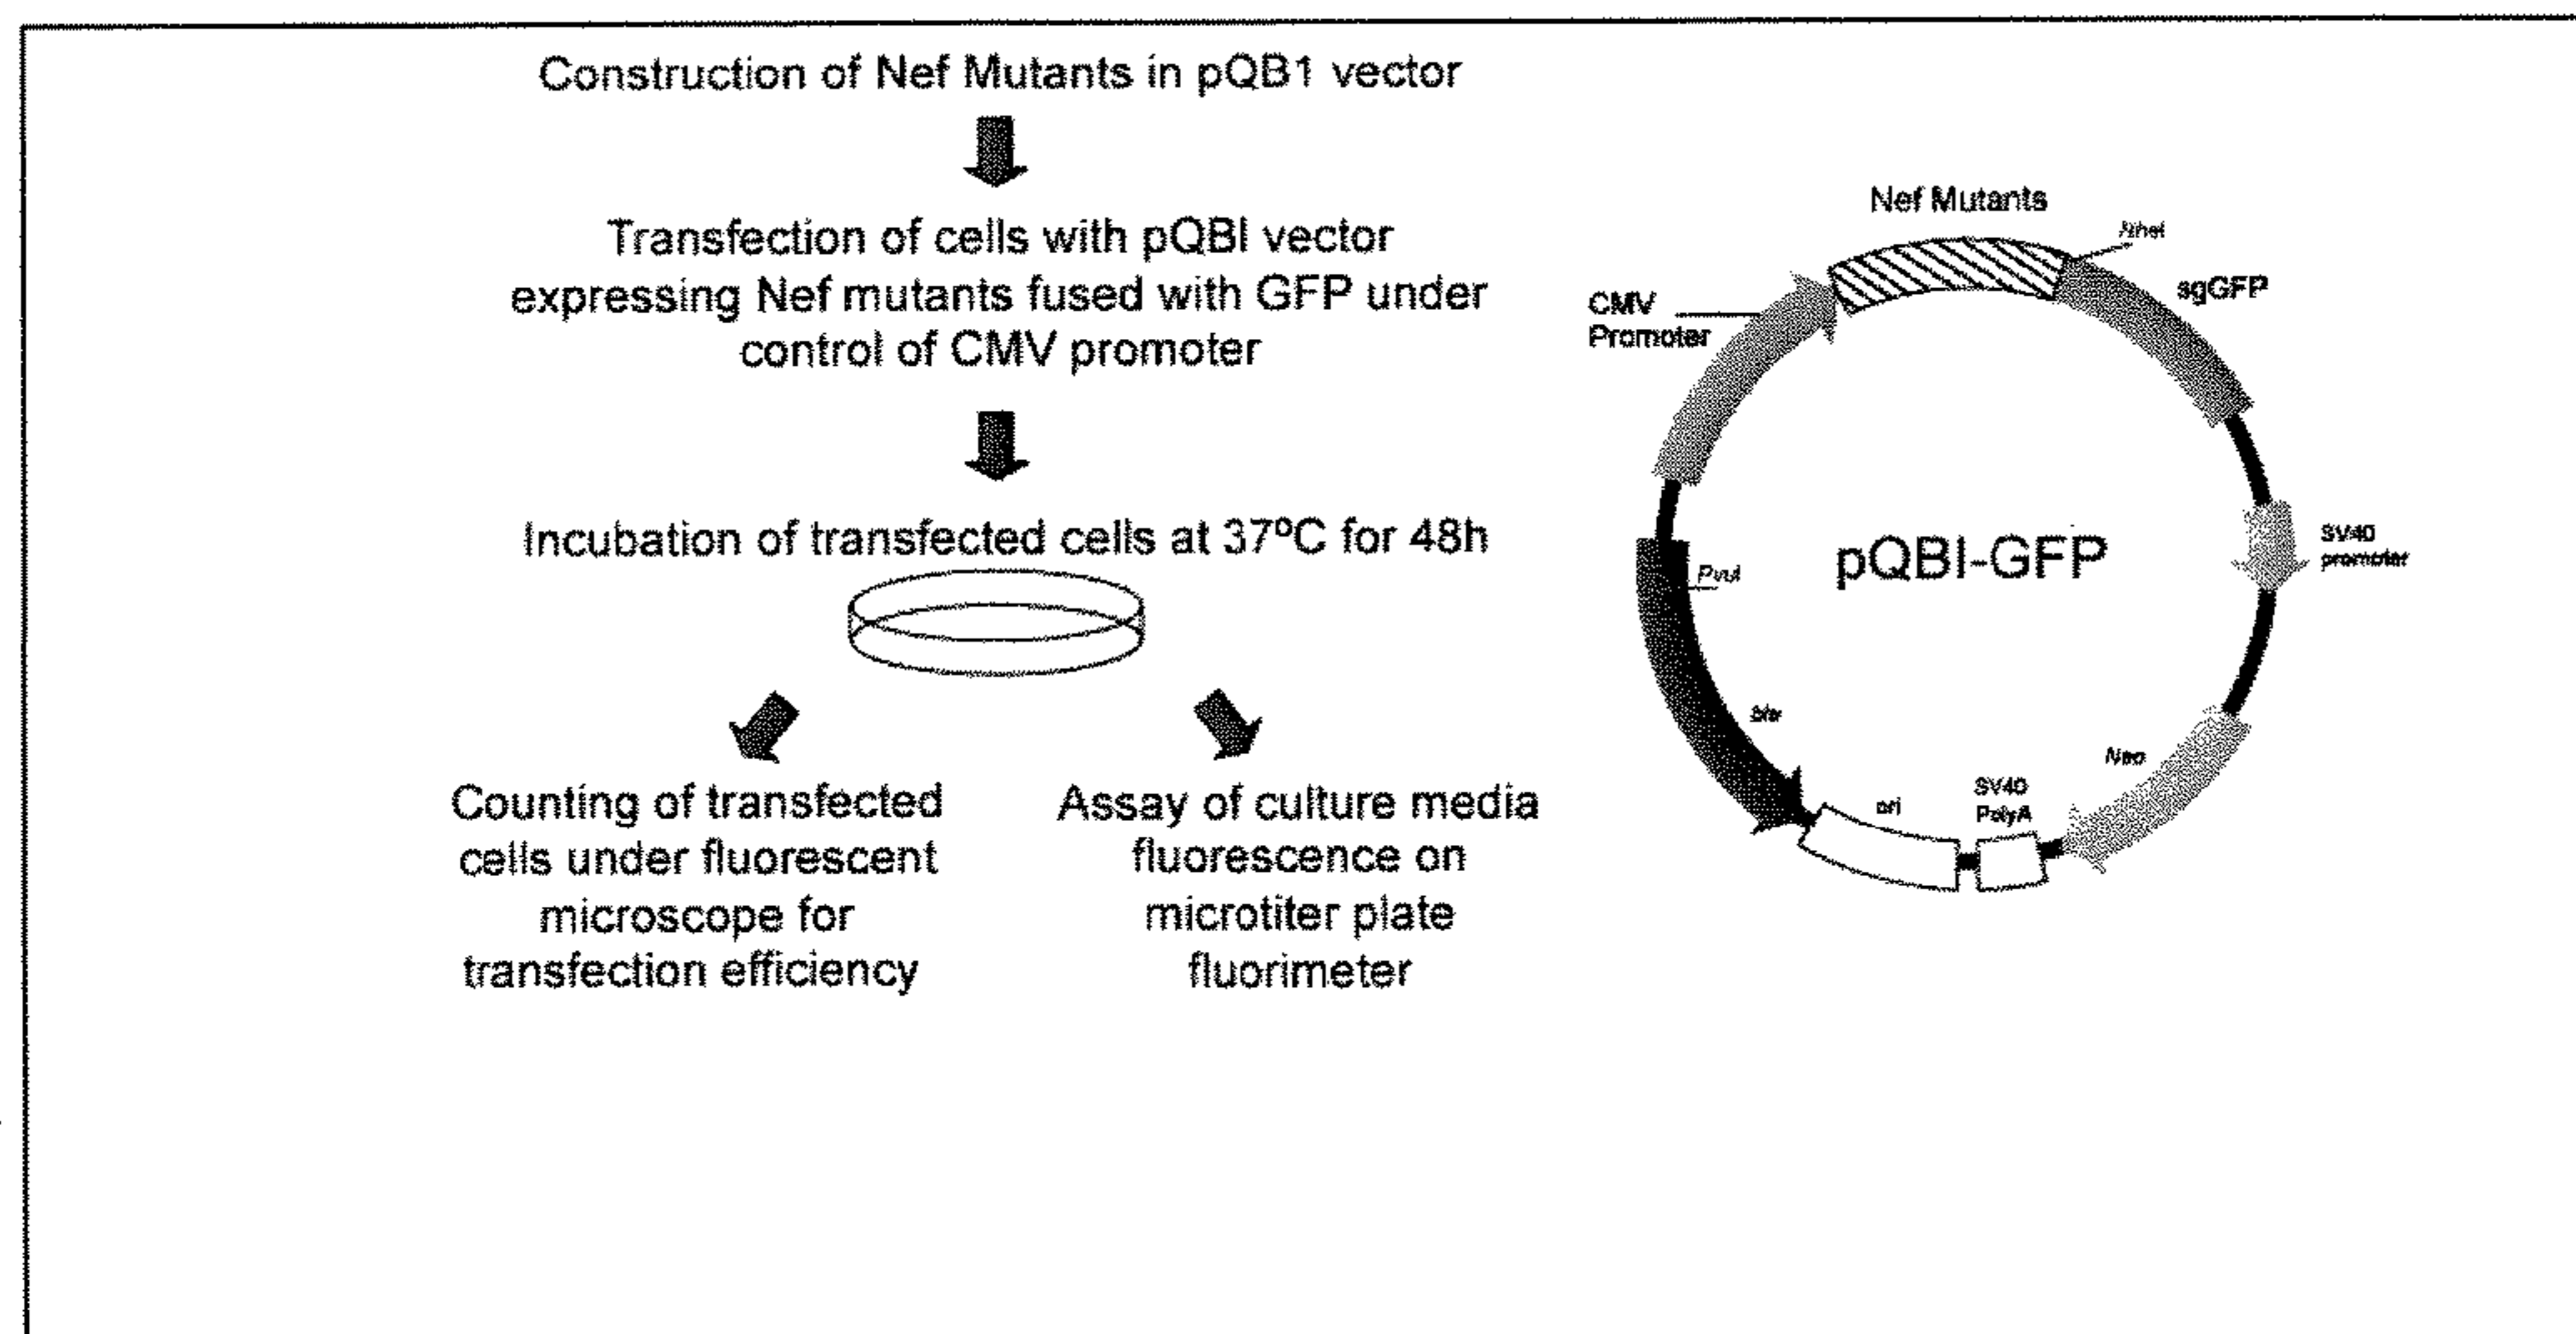 Construction of Nef Mutants in pQB1 vector
Transfection of cells with pQBI vector
expressing Nef mutants fused with GFP under
control of CMV promoter
Incubation of transfected cells at 37ºC for 48h
Counting of transfected
cells under fluorescent
microscope for
transfection efficiency
Assay of culture media
fluorescence on
microtiter plate
fluorimeter
Nef Mutants
NheI
sgGFP
CMV
Promoter
SV40
promoter
pQBI-GFP
PvuI
Neo
SV40
PolyA
ori